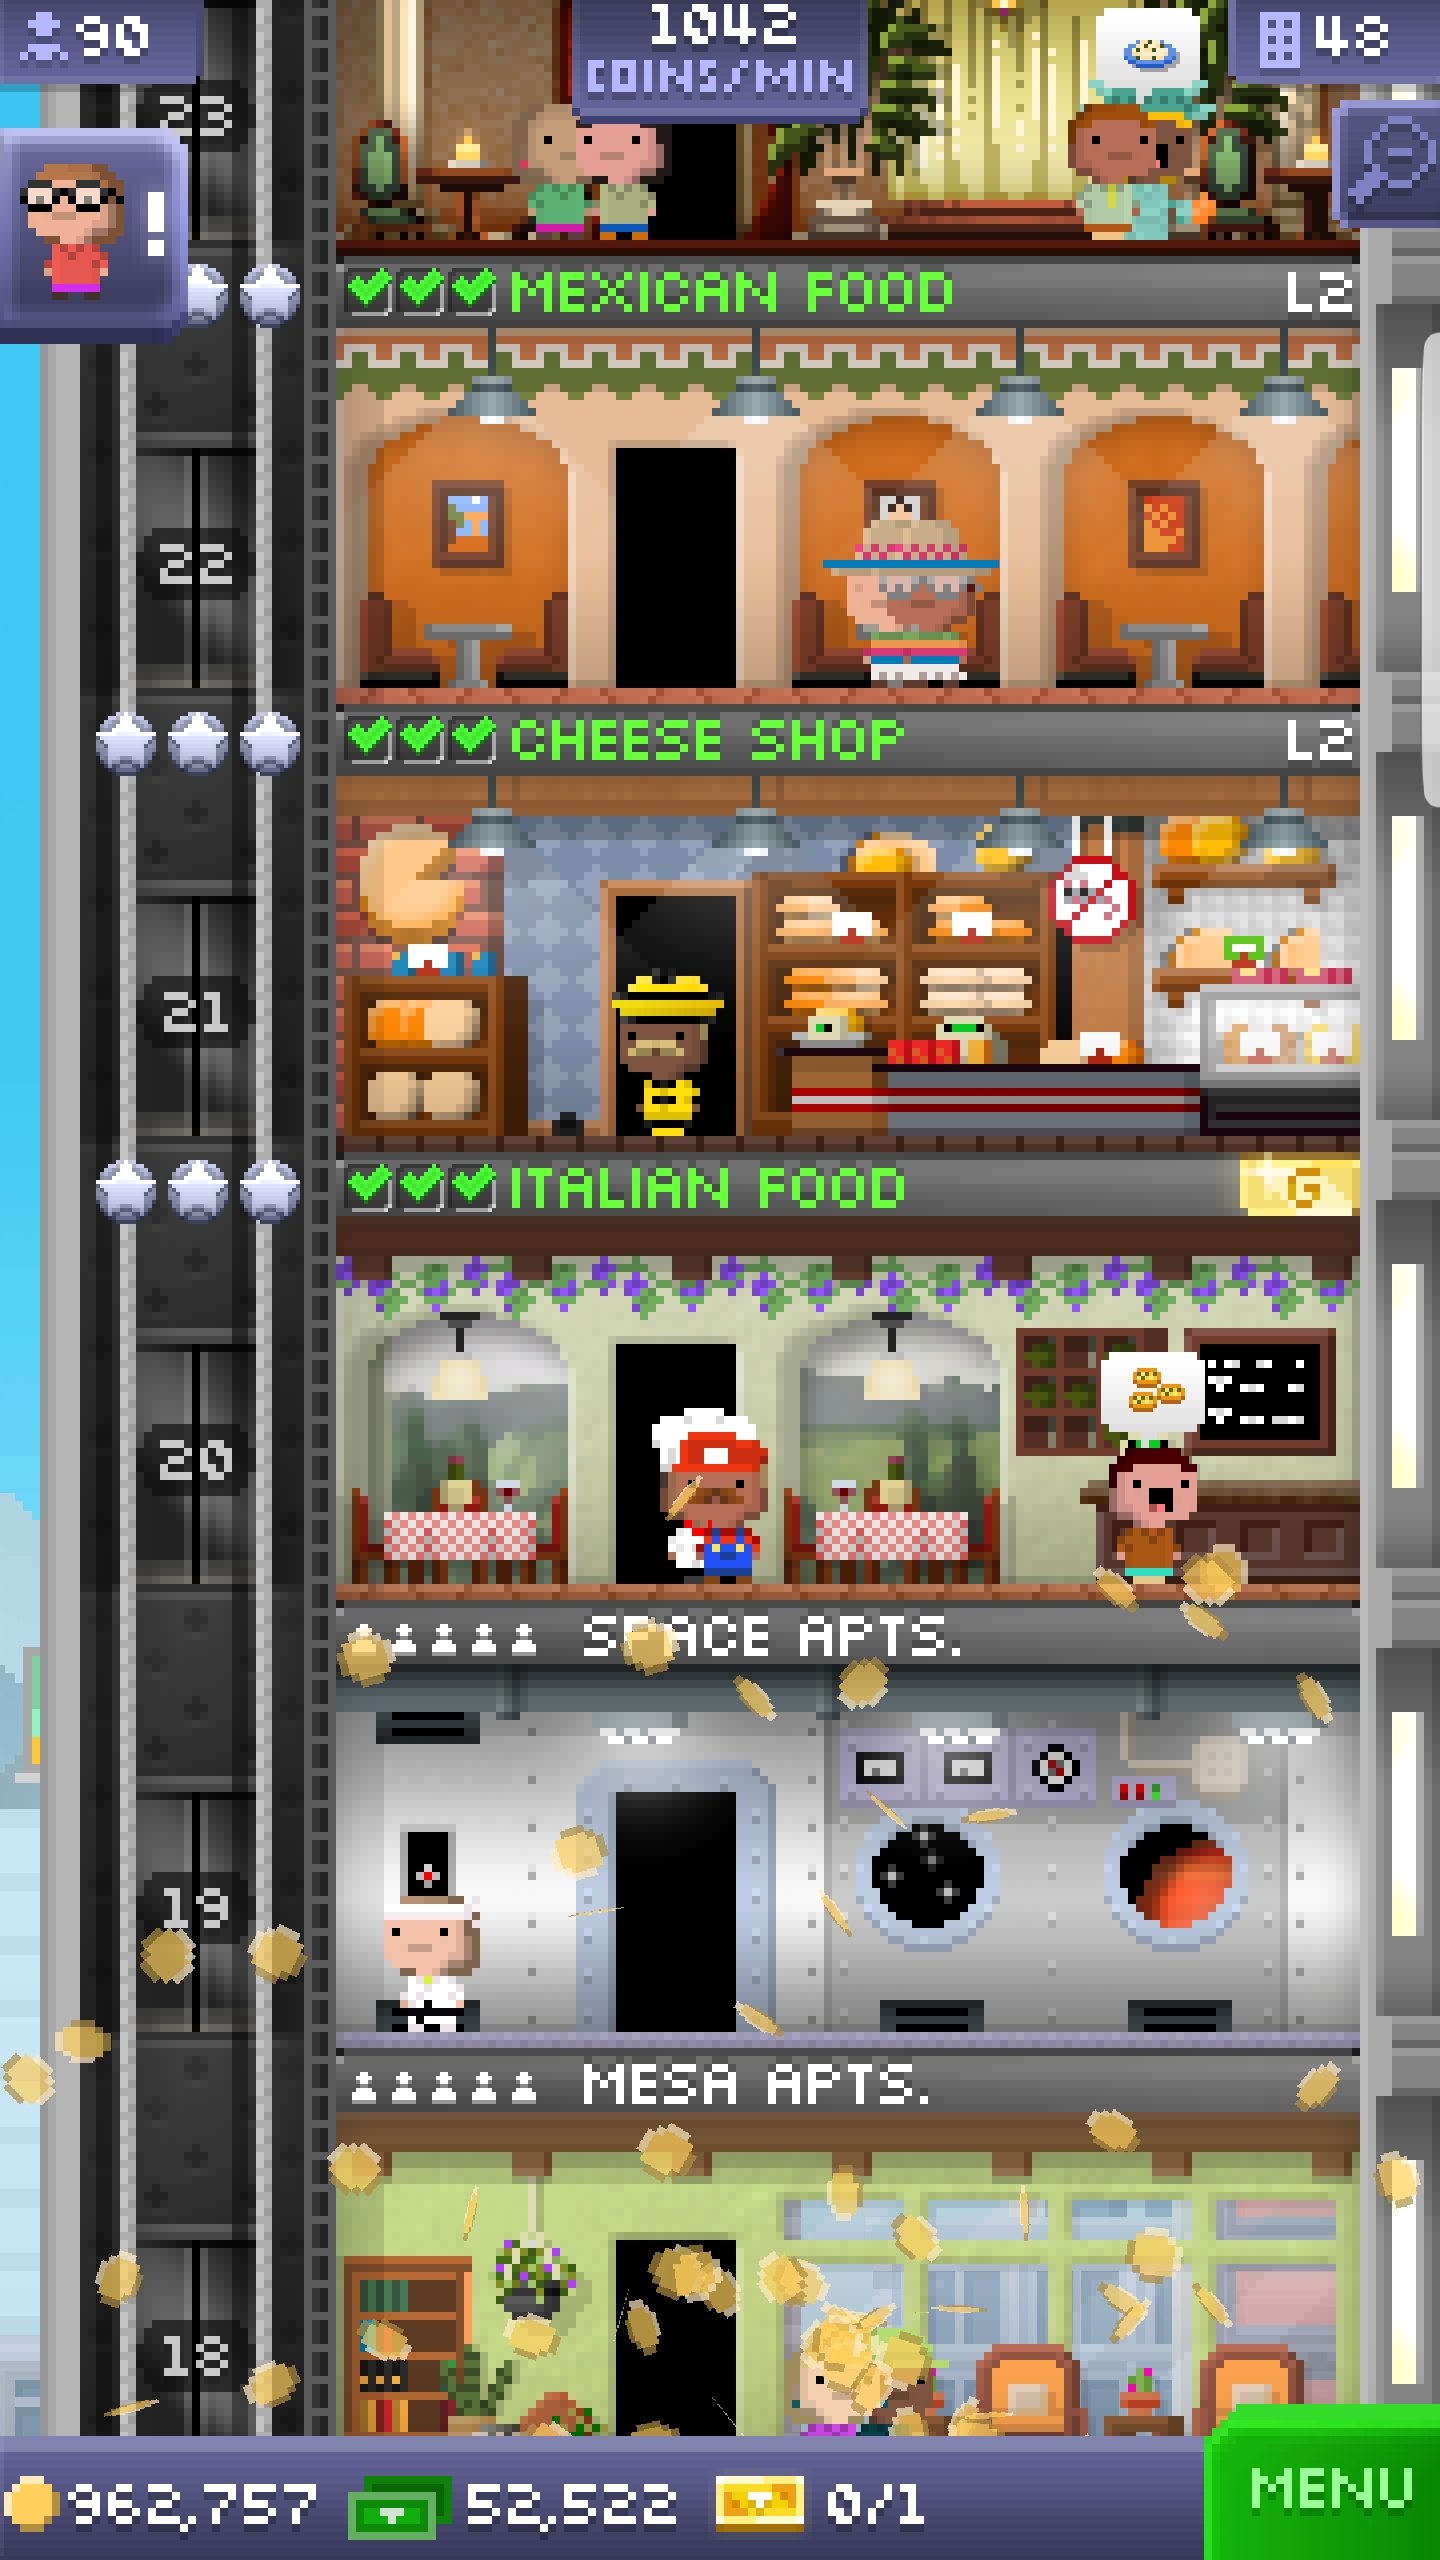 90
1042
COINS/MIN
48
23
!
MEXICAN FOOD
L2
22
CHEESE SHOP
L2
21
ITALIAN FOOD
G
20
SPACE APTS.
19
MESA APTS.
18
962,757
52,522
0/1
MENU